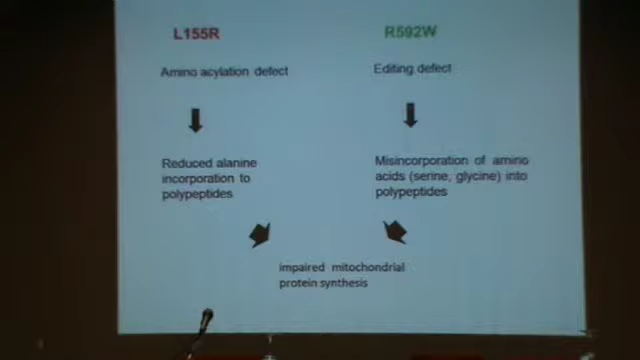 L155R
Amino acylation defect
Reduced alanine
incorporation to
polypeptides
R592W
Editing defect
Misincorporation of amino
acids (serine, glycine) into
polypeptides
impaired mitochondrial
protein synthesis